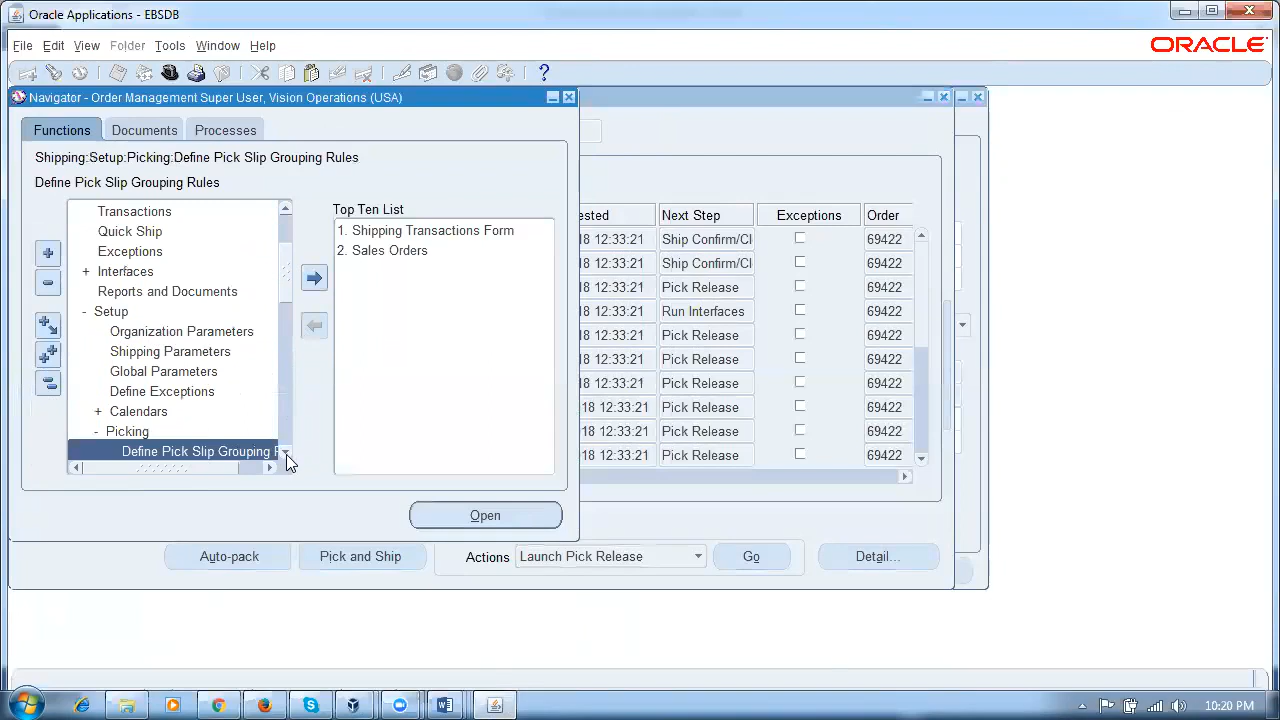 Oracle Applications - EBSDB
File Edit View Folder Tools Window Help
ORACLE
Navigator - Order Management Super User, Vision Operations (USA)
Functions Documents Processes
Shipping:Setup:Picking:Define Pick Slip Grouping Rules
Define Pick Slip Grouping Rules
Transactions
Quick Ship
Exceptions
+ Interfaces
Reports and Documents
- Setup
Organization Parameters
Shipping Parameters
Global Parameters
Define Exceptions
+ Calendars
- Picking
Define Pick Slip Grouping
Top Ten List
1. Shipping Transactions Form
2. Sales Orders
Open
ested Next Step Exceptions Order
18 12:33:21 Ship Confirm/Cl 69422
18 12:33:21 Ship Confirm/Cl 69422
18 12:33:21 Pick Release 69422
18 12:33:21 Run Interfaces 69422
18 12:33:21 Pick Release 69422
18 12:33:21 Pick Release 69422
18 12:33:21 Pick Release 69422
18 12:33:21 Pick Release 69422
18 12:33:21 Pick Release 69422
18 12:33:21 Pick Release 69422
Auto-pack Pick and Ship Actions Launch Pick Release Go Detail...
10:20 PM